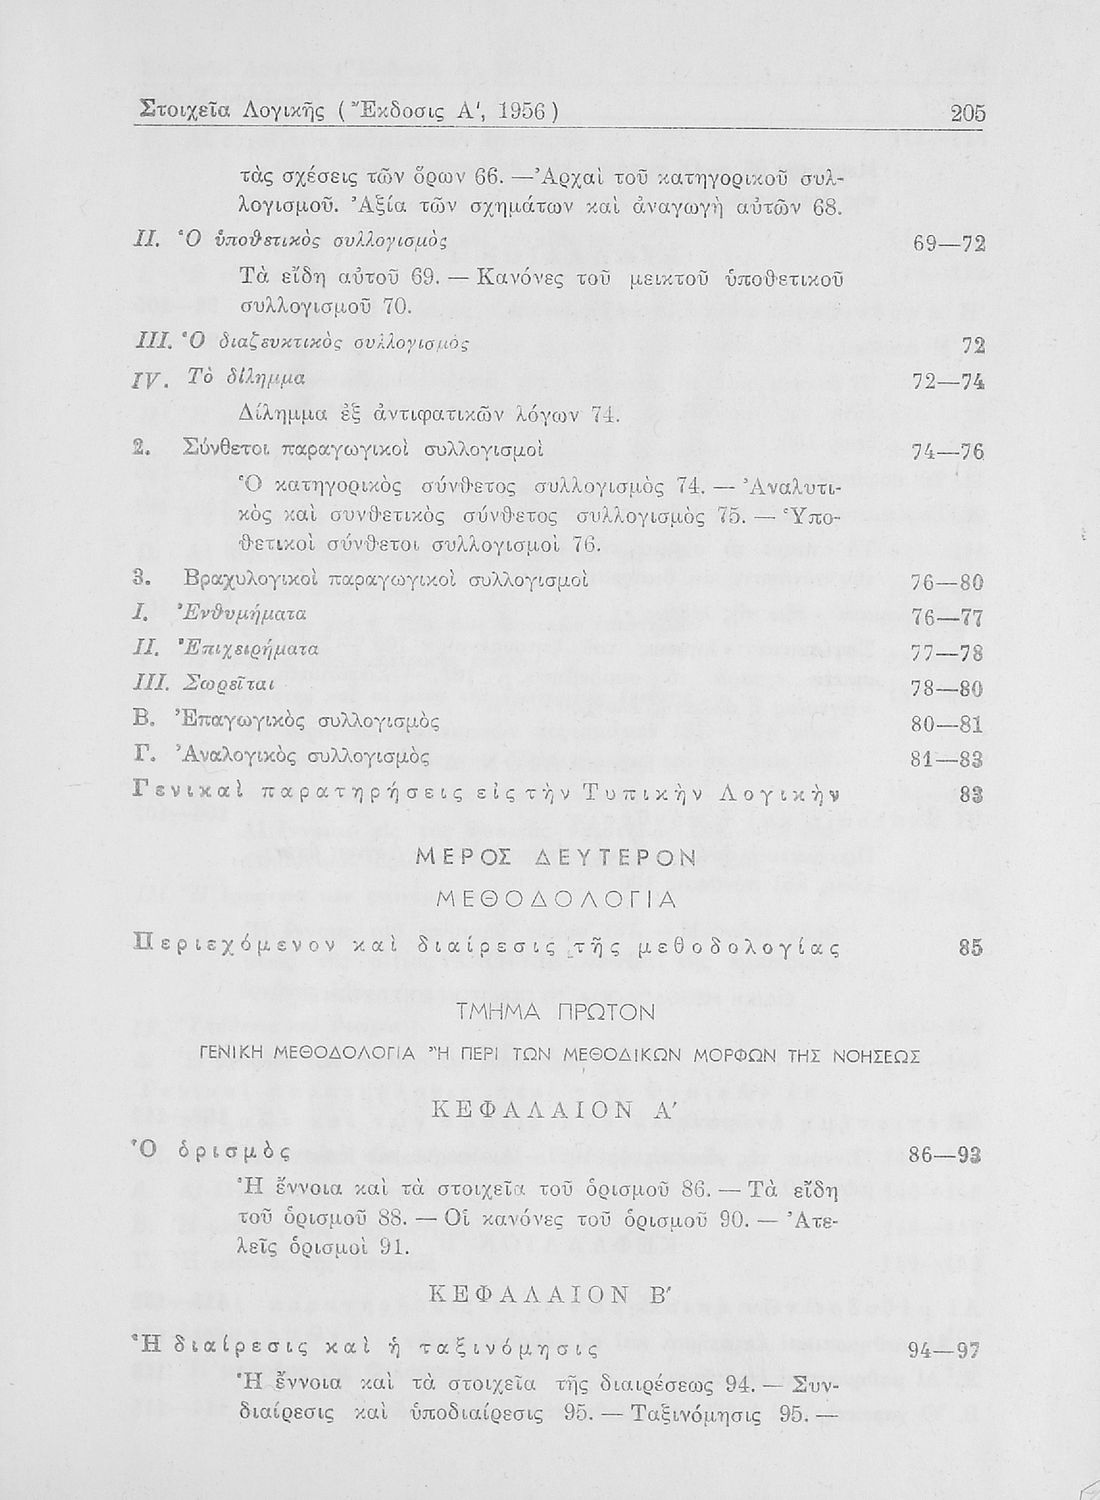 Στοιχεῖα Λογικῆς (Ἔκδοσις Α', 1956) 205
τὰς σχέσεις τῶν ὅρων 66. —Ἀρχαὶ τοῦ κατηγορικοῦ συλ-
λογισμοῦ. Ἀξία τῶν σχημάτων καὶ ἀναγωγὴ αὐτῶν 68.
II. Ὁ ὑποθετικὸς συλλογισμὸς 69—72
Τὰ εἴδη αὐτοῦ 69. — Κανόνες τοῦ μεικτοῦ ὑποθετικοῦ
συλλογισμοῦ 70.
III. Ὁ διαζευκτικὸς συλλογισμὸς 72
IV. Τὸ δίλημμα 72—74
Δίλημμα ἐξ ἀντιφατικῶν λόγων 74.
2. Σύνθετοι παραγωγικοὶ συλλογισμοὶ 74—76
Ὁ κατηγορικὸς σύνθετος συλλογισμὸς 74. — Ἀναλυτι-
κὸς καὶ συνθετικὸς σύνθετος συλλογισμὸς 75. — Ὑπο-
θετικοὶ σύνθετοι συλλογισμοὶ 76.
3. Βραχυλογικοὶ παραγωγικοὶ συλλογισμοὶ 76—80
I. Ἐνθυμήματα 76—77
II. Ἐπιχειρήματα 77—78
III. Σωρεῖται 78—80
Β. Ἐπαγωγικὸς συλλογισμὸς 80—81
Γ. Ἀναλογικὸς συλλογισμὸς 81—83
Γενικαὶ παρατηρήσεις εἰς τὴν Τυπικὴν Λογικὴν 83
ΜΕΡΟΣ ΔΕΥΤΕΡΟΝ
ΜΕΘΟΔΟΛΟΓΙΑ
Περιεχόμενον καὶ διαίρεσις τῆς μεθοδολογίας 85
ΤΜΗΜΑ ΠΡΩΤΟΝ
ΓΕΝΙΚΗ ΜΕΘΟΔΟΛΟΓΙΑ Ἢ ΠΕΡΙ ΤΩΝ ΜΕΘΟΔΙΚΩΝ ΜΟΡΦΩΝ ΤΗΣ ΝΟΗΣΕΩΣ
ΚΕΦΑΛΑΙΟΝ Α'
Ὁ ὁρισμὸς 86—93
Ἡ ἔννοια καὶ τὰ στοιχεῖα τοῦ ὁρισμοῦ 86. — Τὰ εἴδη
τοῦ ὁρισμοῦ 88. — Οἱ κανόνες τοῦ ὁρισμοῦ 90. — Ἀτε-
λεῖς ὁρισμοὶ 91.
ΚΕΦΑΛΑΙΟΝ Β'
Ἡ διαίρεσις καὶ ἡ ταξινόμησις 94—97
Ἡ ἔννοια καὶ τὰ στοιχεῖα τῆς διαιρέσεως 94. — Συν-
διαίρεσις καὶ ὑποδιαίρεσις 95. — Ταξινόμησις 95. —